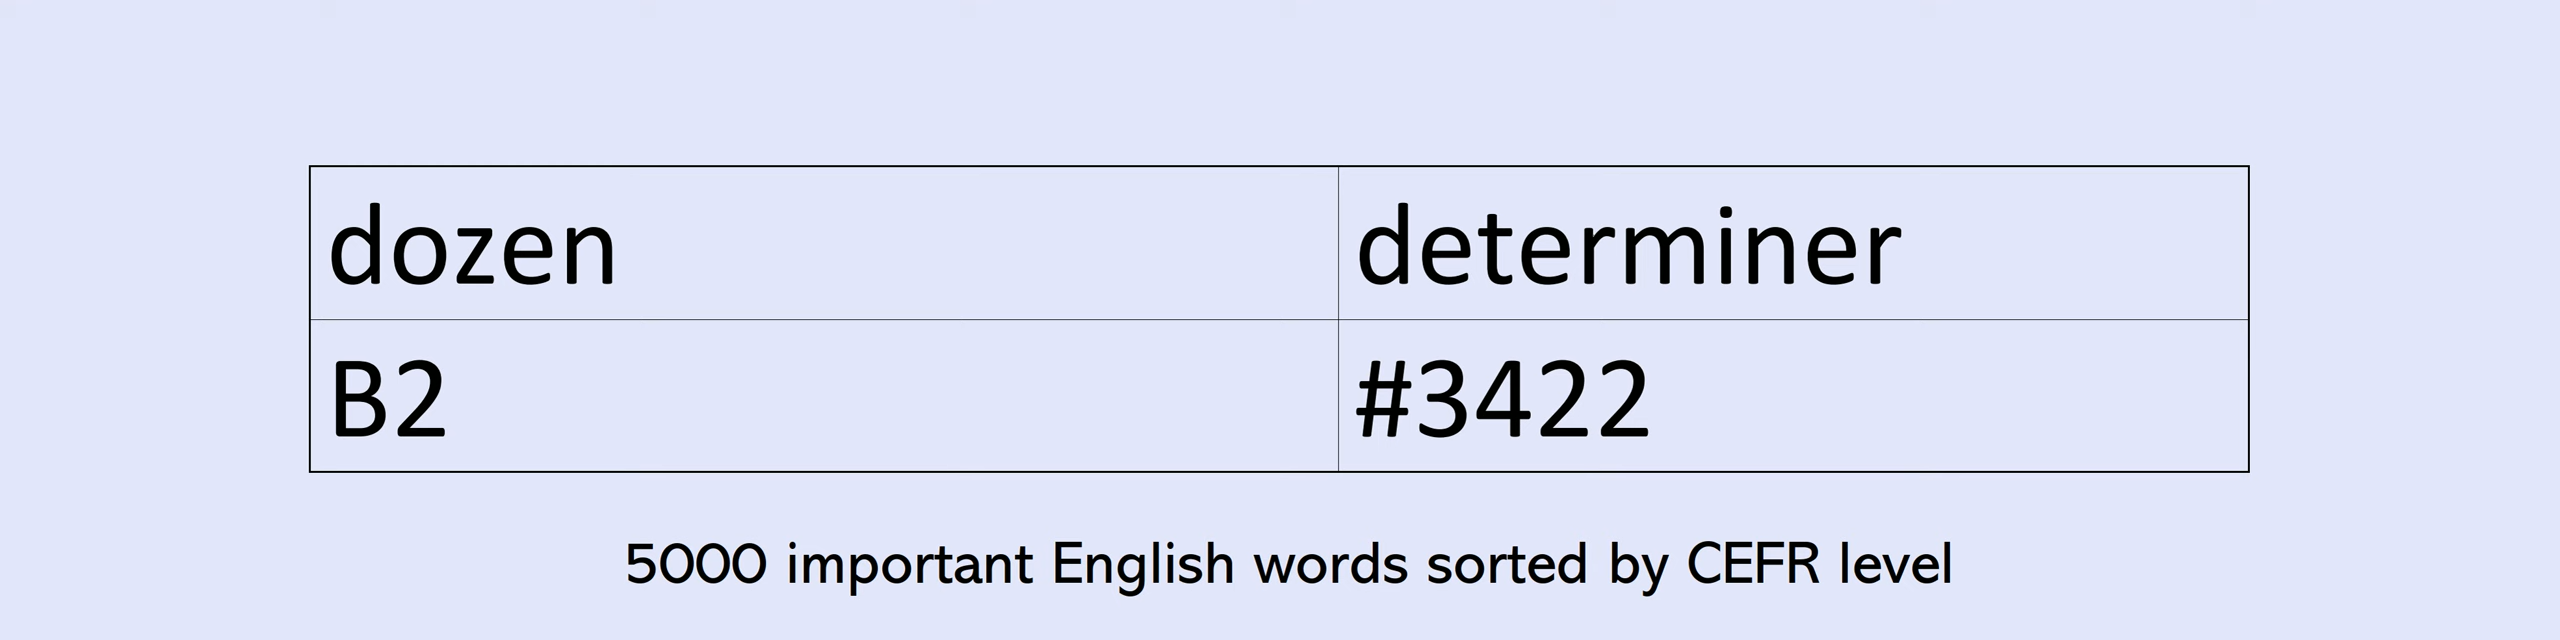 dozen determiner
B2 #3422
5000 important English words sorted by CEFR level